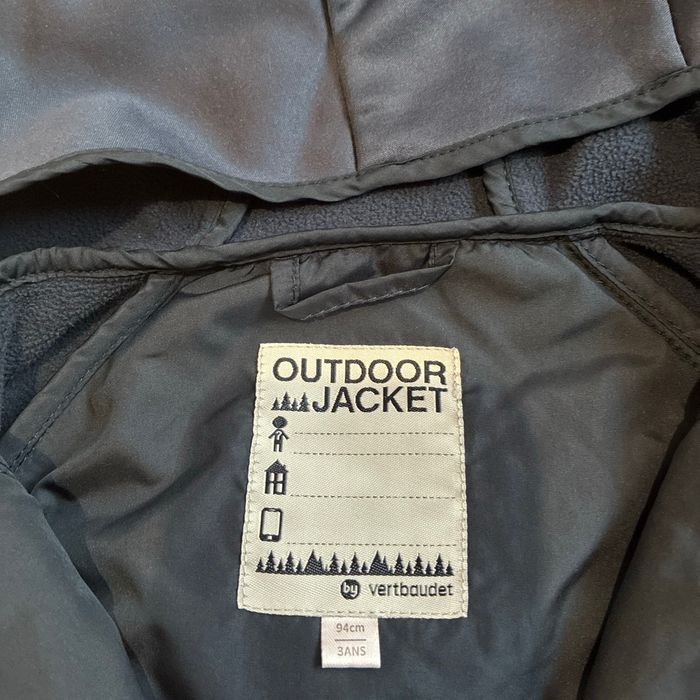 OUTDOOR
JACKET
by vertbaudet
94cm
3ANS